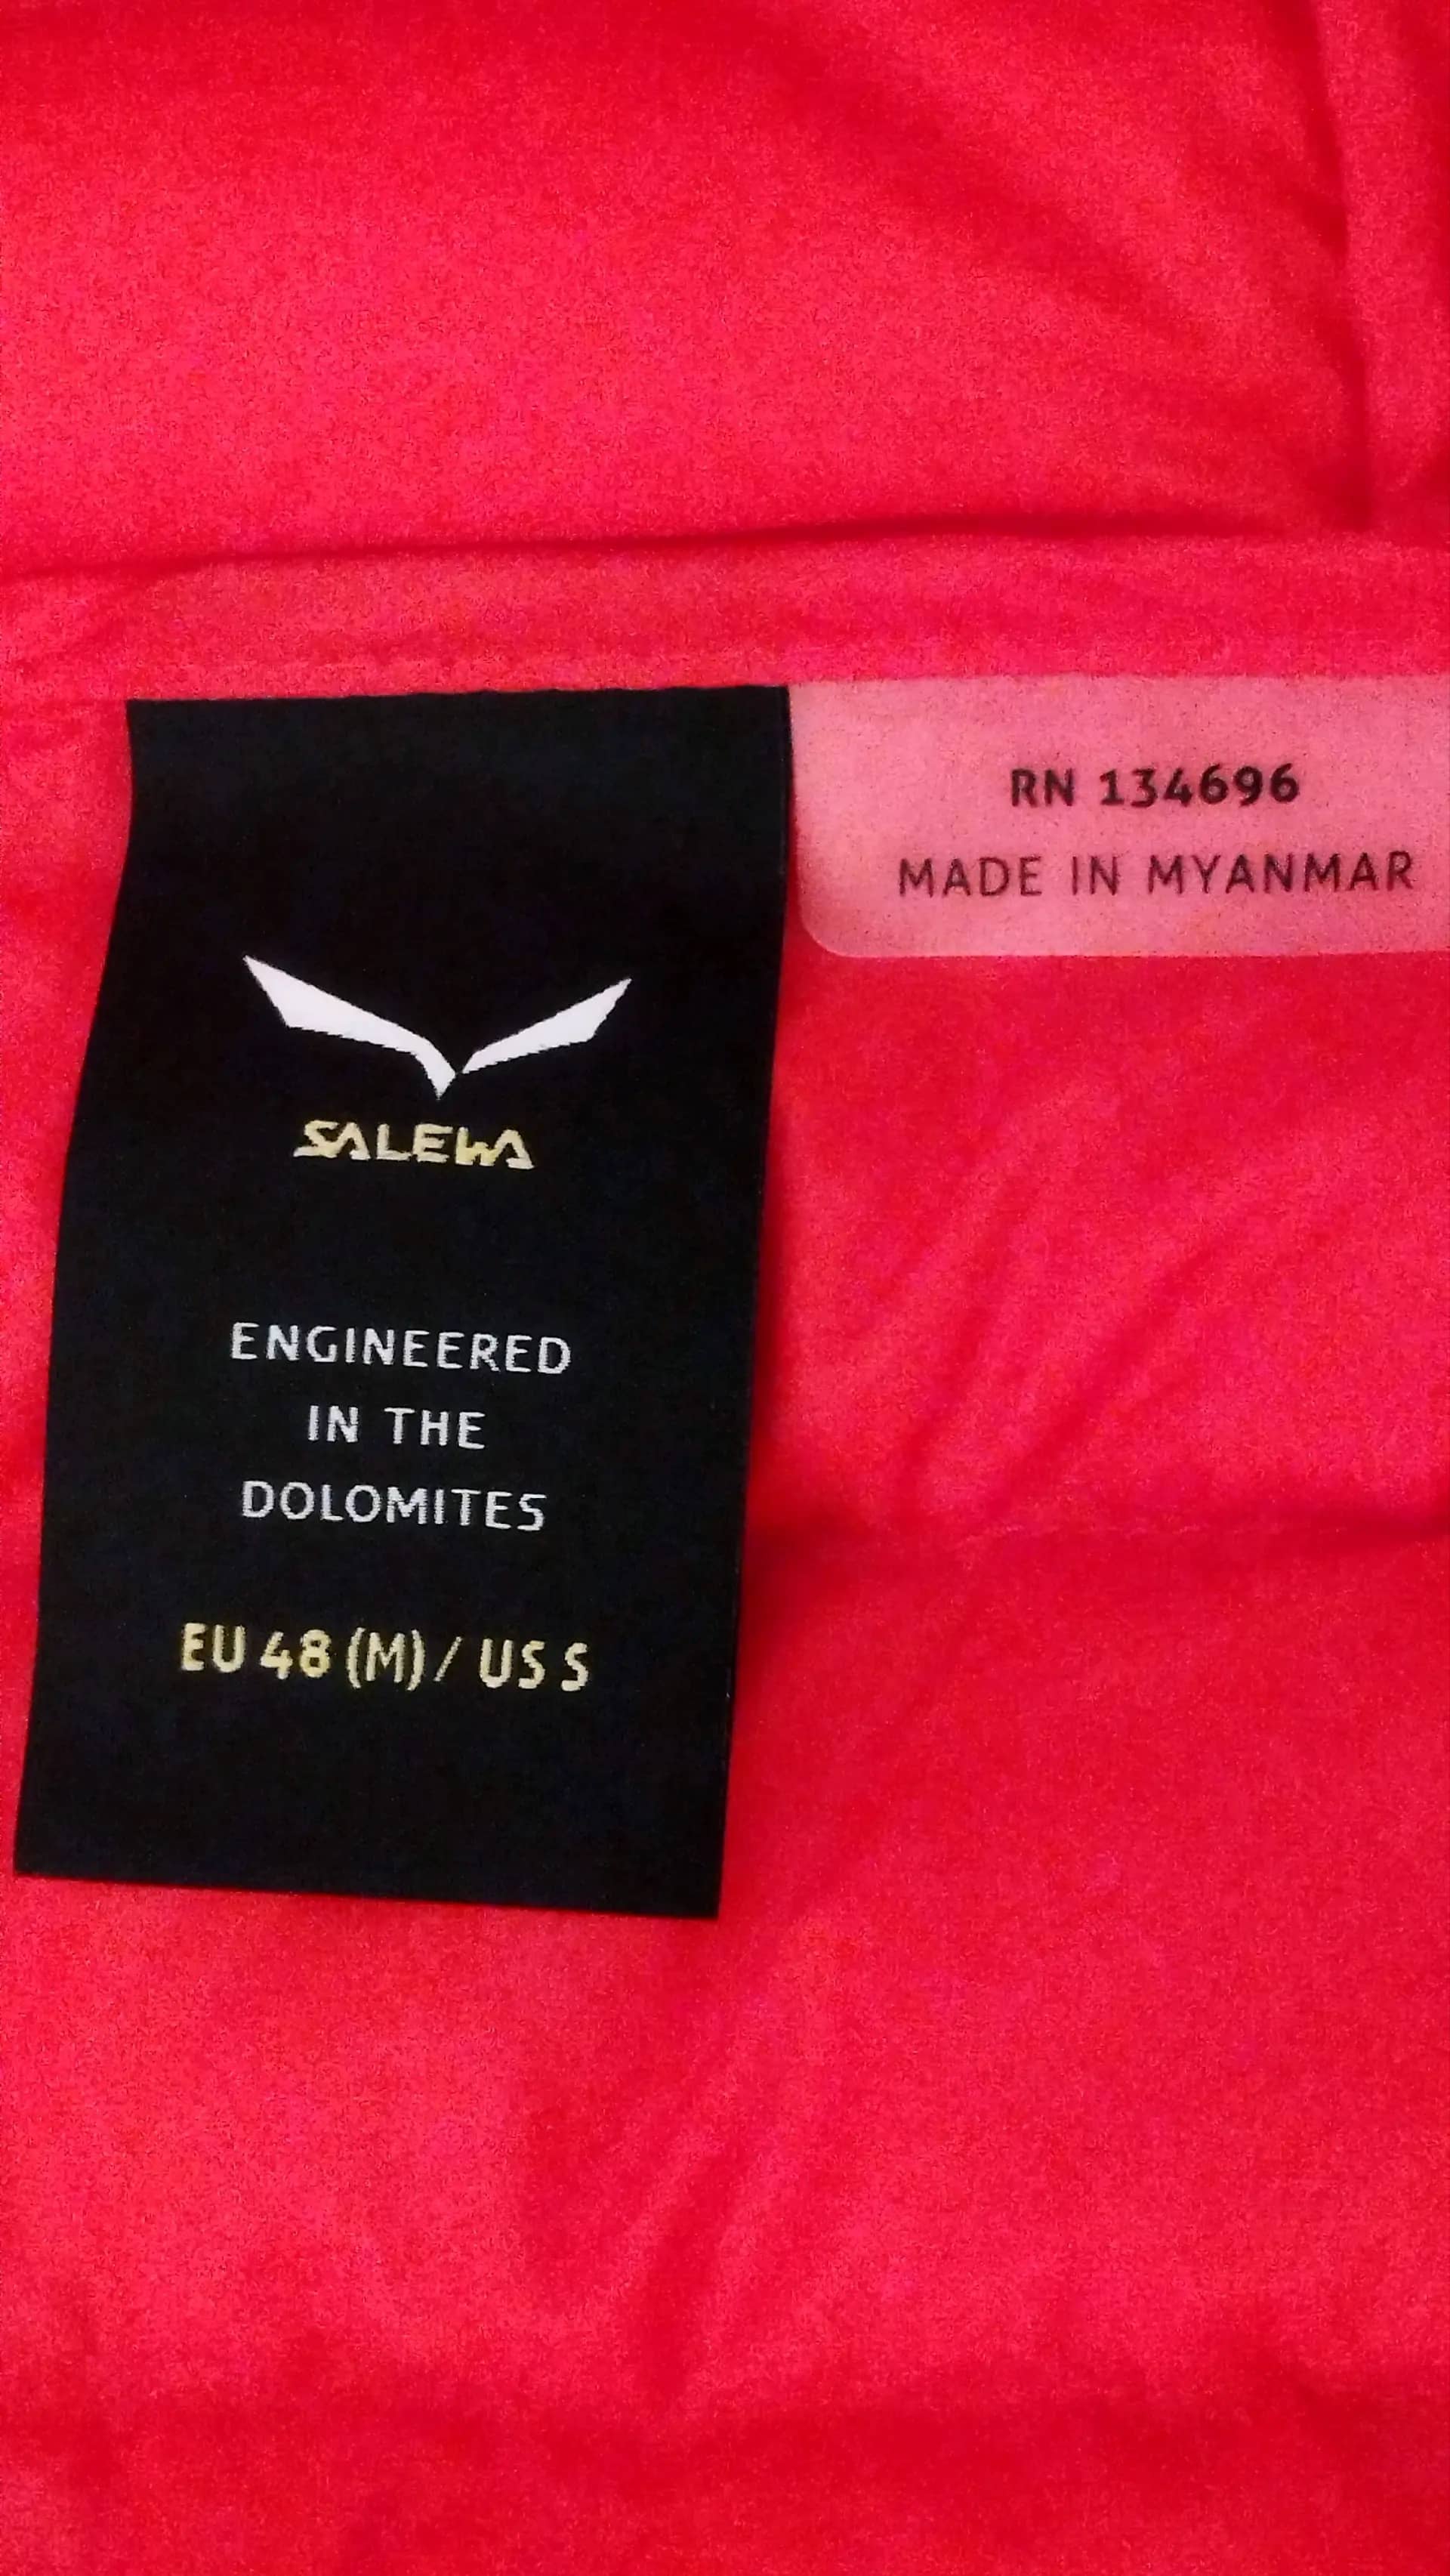 SALEWA
ENGINEERED
IN THE
DOLOMITES
EU 48 (M) / US S
RN 134696
MADE IN MYANMAR